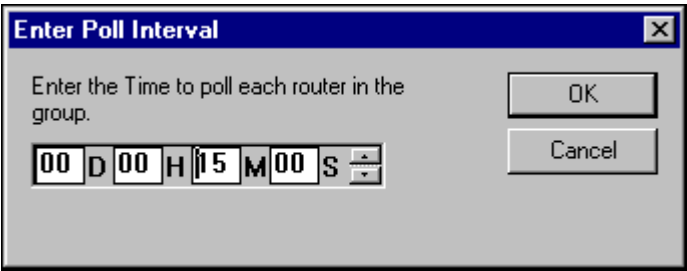 Enter Poll Interval
Enter the Time to poll each router in the
group.
00 D 00 H 15 M 00 S
OK
Cancel